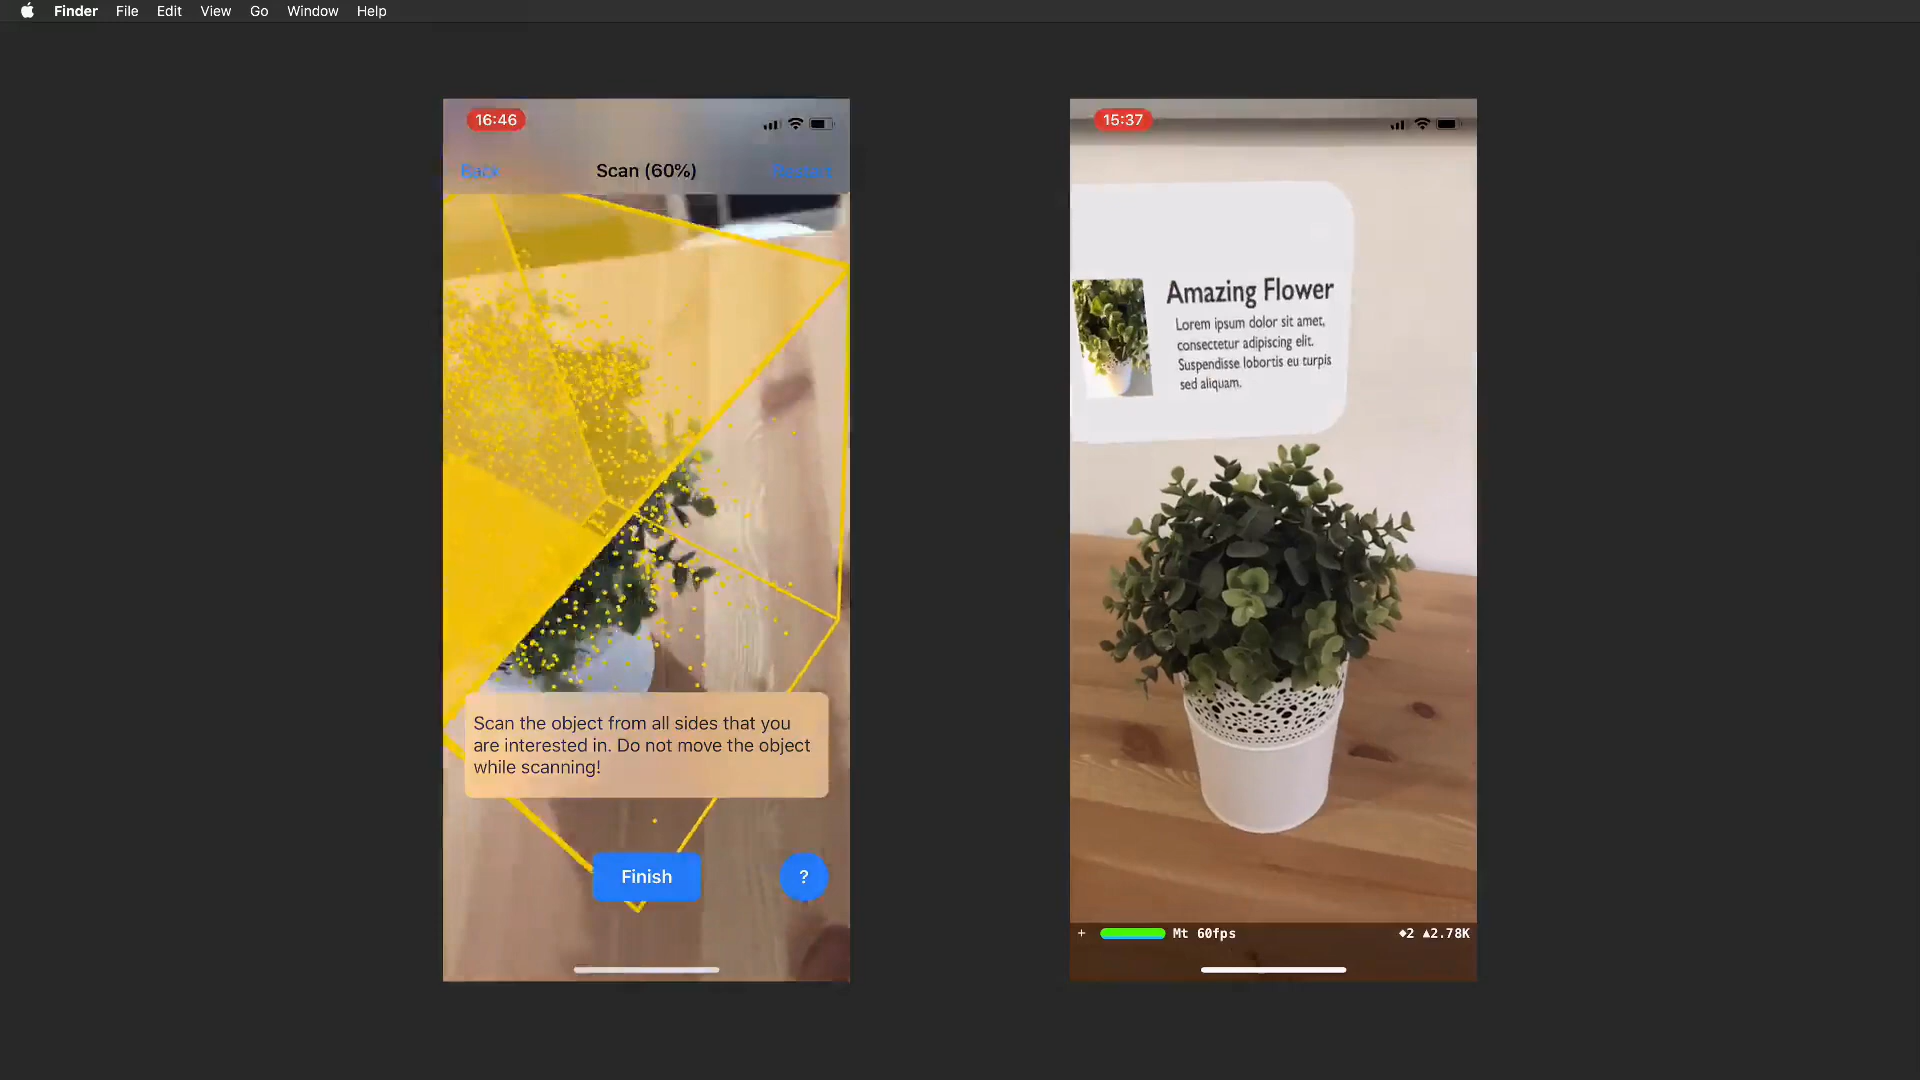 Finder File Edit View Go Window Help
16:46
Back Scan (60%) Restart
Scan the object from all sides that you
are interested in. Do not move the object
while scanning!
Finish ?
15:37
Amazing Flower
Lorem ipsum dolor sit amet,
consectetur adipiscing elit.
Suspendisse lobortis eu turpis
sed aliquam.
+ Mt 60fps ◆2 ▲2.78K